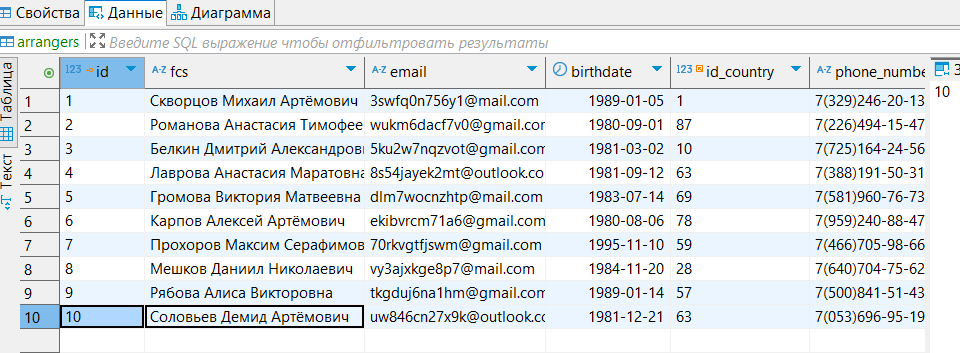 Свойства Данные Диаграмма
arrangers Введите SQL выражение чтобы отфильтровать результаты
Таблица
Текст
123 id A-Z fcs A-Z email birthdate 123 id_country A-Z phone_numbe З
1 1 Скворцов Михаил Артёмович 3swfq0n756y1@mail.com 1989-01-05 1 7(329)246-20-13 10
2 2 Романова Анастасия Тимофее wukm6dacf7v0@gmail.com 1980-09-01 87 7(226)494-15-47
3 3 Белкин Дмитрий Александров 5ku2w7nqzvot@gmail.com 1981-03-02 10 7(725)164-24-56
4 4 Лаврова Анастасия Маратовна 8s54jayek2mt@outlook.co 1981-09-12 63 7(388)191-50-31
5 5 Громова Виктория Матвеевна dlm7wocnzhtp@mail.com 1983-07-14 69 7(581)960-76-73
6 6 Карпов Алексей Артёмович ekibvrcm71a6@gmail.com 1980-08-06 78 7(959)240-88-47
7 7 Прохоров Максим Серафимов 70rkvgtfjswm@gmail.com 1995-11-10 59 7(466)705-98-66
8 8 Мешков Даниил Николаевич vy3ajxkge8p7@mail.com 1984-11-20 28 7(640)704-75-62
9 9 Рябова Алиса Викторовна tkgduj6na1hm@gmail.com 1989-01-14 57 7(500)841-51-43
10 10 Соловьев Демид Артёмович uw846cn27x9k@outlook.co 1981-12-21 63 7(053)696-95-19